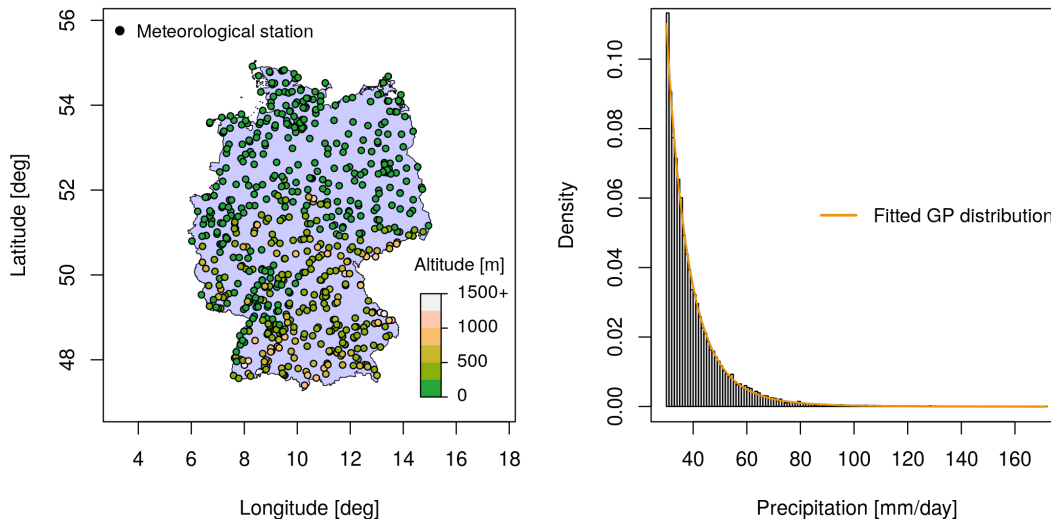 Meteorological station
Latitude [deg]
56
54
52
50
48
Altitude [m]
1500+
1000
500
0
4 6 8 10 12 14 16 18
Longitude [deg]
Density
0.10
0.08
0.06
0.04
0.02
0.00
Fitted GP distribution
40 60 80 100 120 140 160
Precipitation [mm/day]